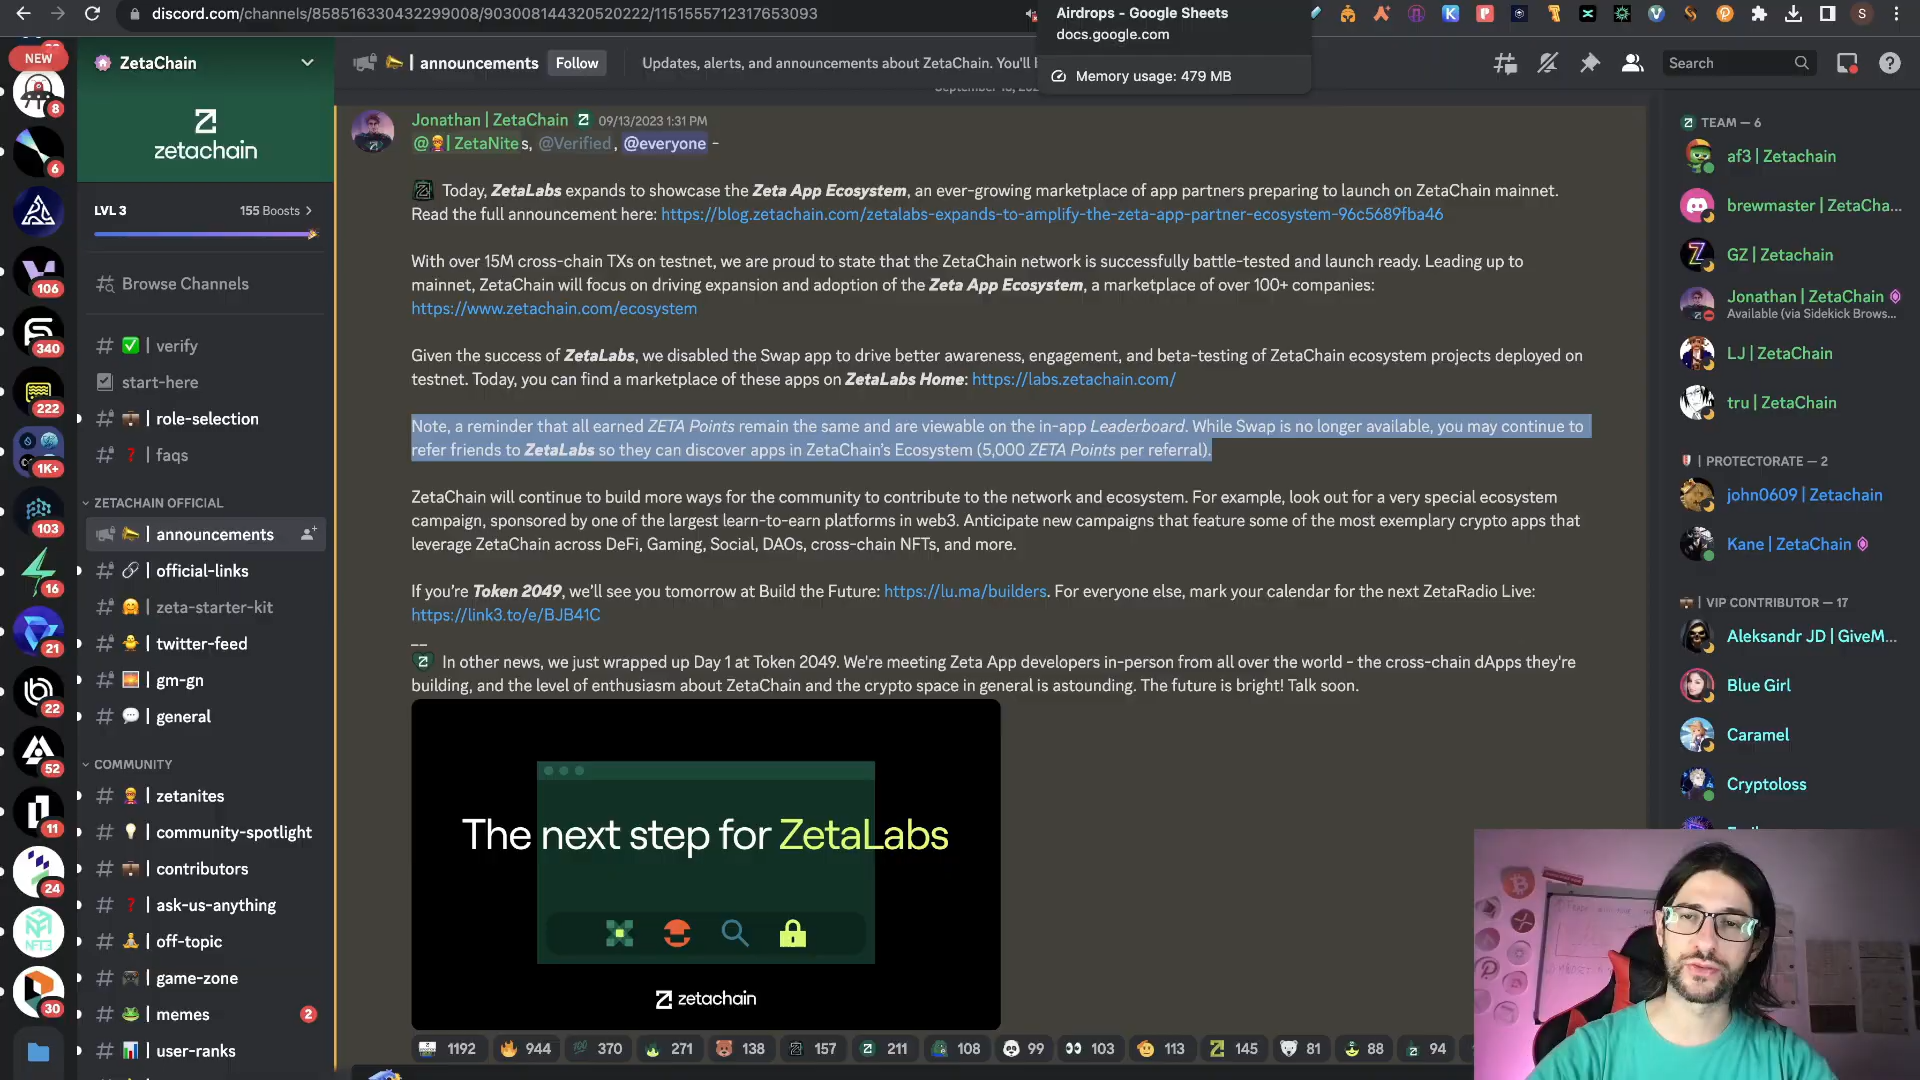 discord.com/channels/858516330432299008/903008144320520222/1151555712317653093
Airdrops - Google Sheets
docs.google.com
Memory usage: 479 MB
S
NEW
8
6
106
340
222
1K+
103
16
21
22
52
11
24
NFT3
30
ZetaChain
zetachain
LVL 3
155 Boosts
Browse Channels
verify
start-here
role-selection
faqs
ZETACHAIN OFFICIAL
announcements
official-links
zeta-starter-kit
twitter-feed
gm-gn
general
COMMUNITY
zetanites
community-spotlight
contributors
ask-us-anything
off-topic
game-zone
memes 2
user-ranks
announcements
Follow
Updates, alerts, and announcements about ZetaChain. You'll
Search
Jonathan | ZetaChain 09/13/2023 1:31 PM
@ | ZetaNites, @Verified, @everyone -
Today, ZetaLabs expands to showcase the Zeta App Ecosystem, an ever-growing marketplace of app partners preparing to launch on ZetaChain mainnet.
Read the full announcement here: https://blog.zetachain.com/zetalabs-expands-to-amplify-the-zeta-app-partner-ecosystem-96c5689fba46
With over 15M cross-chain TXs on testnet, we are proud to state that the ZetaChain network is successfully battle-tested and launch ready. Leading up to
mainnet, ZetaChain will focus on driving expansion and adoption of the Zeta App Ecosystem, a marketplace of over 100+ companies:
https://www.zetachain.com/ecosystem
Given the success of ZetaLabs, we disabled the Swap app to drive better awareness, engagement, and beta-testing of ZetaChain ecosystem projects deployed on
testnet. Today, you can find a marketplace of these apps on ZetaLabs Home: https://labs.zetachain.com/
Note, a reminder that all earned ZETA Points remain the same and are viewable on the in-app Leaderboard. While Swap is no longer available, you may continue to
refer friends to ZetaLabs so they can discover apps in ZetaChain's Ecosystem (5,000 ZETA Points per referral).
ZetaChain will continue to build more ways for the community to contribute to the network and ecosystem. For example, look out for a very special ecosystem
campaign, sponsored by one of the largest learn-to-earn platforms in web3. Anticipate new campaigns that feature some of the most exemplary crypto apps that
leverage ZetaChain across DeFi, Gaming, Social, DAOs, cross-chain NFTs, and more.
If you're Token 2049, we'll see you tomorrow at Build the Future: https://lu.ma/builders. For everyone else, mark your calendar for the next ZetaRadio Live:
https://link3.to/e/BJB41C
__
In other news, we just wrapped up Day 1 at Token 2049. We're meeting Zeta App developers in-person from all over the world - the cross-chain dApps they're
building, and the level of enthusiasm about ZetaChain and the crypto space in general is astounding. The future is bright! Talk soon.
The next step for ZetaLabs
zetachain
1192 944 370 271 138 157 211 108 99 103 113 145 81 88 94
TEAM — 6
af3 | Zetachain
brewmaster | ZetaCha...
GZ | Zetachain
Jonathan | ZetaChain
Available (via Sidekick Brows...
LJ | ZetaChain
tru | ZetaChain
| PROTECTORATE — 2
john0609 | Zetachain
Kane | ZetaChain
| VIP CONTRIBUTOR — 17
Aleksandr JD | GiveM...
Blue Girl
Caramel
Cryptoloss